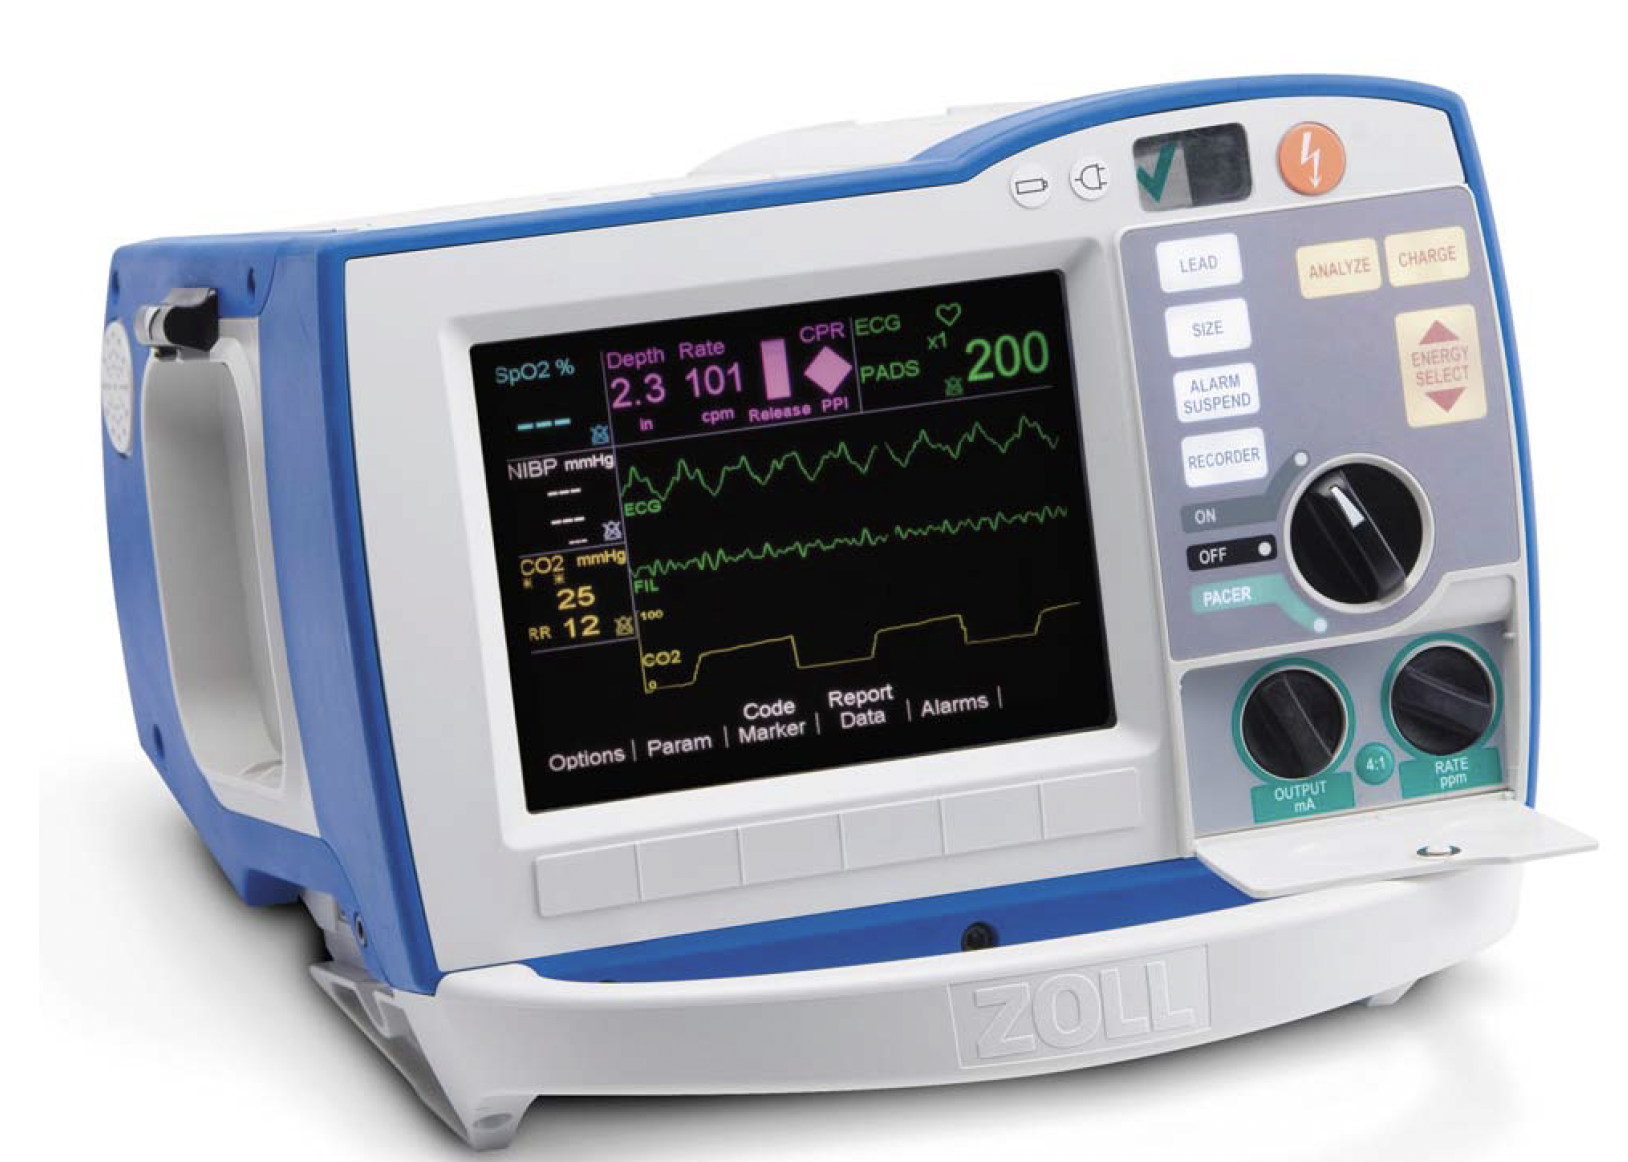 SpO2 %
---
Depth Rate
2.3 101
in cpm Release PPI
CPR
ECG
x1
PADS
200
NIBP mmHg
---
---
---
CO2 mmHg
25
RR 12
ECG
FIL
100
CO2
0
Options | Param | Code Marker | Report Data | Alarms |
LEAD
SIZE
ALARM
SUSPEND
RECORDER
ANALYZE
CHARGE
ENERGY
SELECT
ON
OFF
PACER
OUTPUT
mA
4:1
RATE
ppm
ZOLL